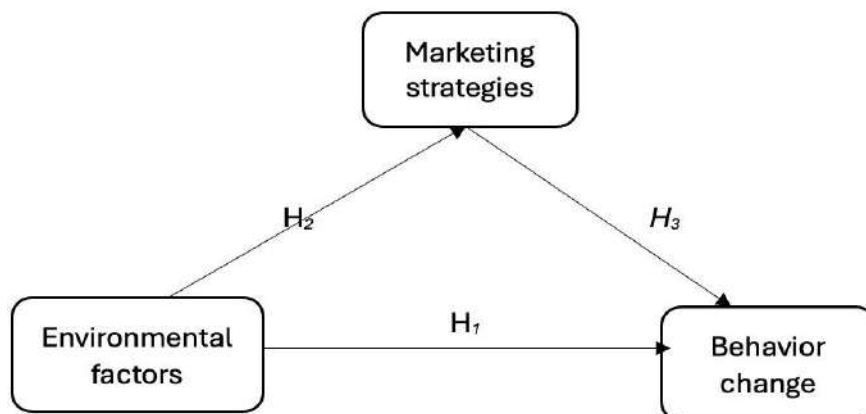 Marketing
strategies
H₂
H₃
H₁
Environmental
factors
Behavior
change